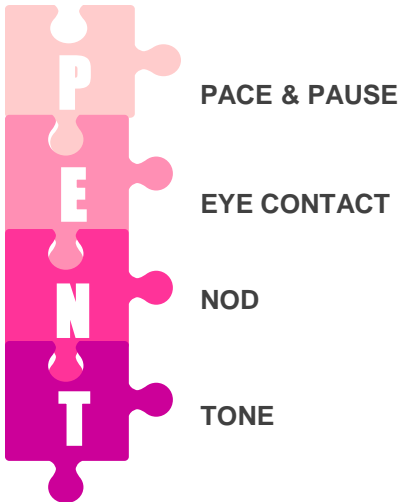 P
PACE & PAUSE
E
EYE CONTACT
N
NOD
T
TONE